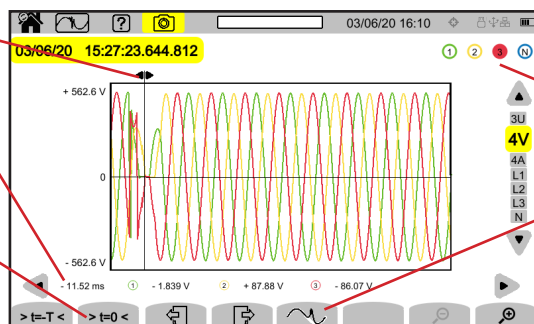 ?
03/06/20 16:10
03/06/20 15:27:23.644.812
1 2 3 N
+ 562.6 V
0
- 562.6 V
3U
4V
4A
L1
L2
L3
N
- 11.52 ms 1 - 1.839 V 2 + 87.88 V 3 - 86.07 V
> t=-T < > t=0 <